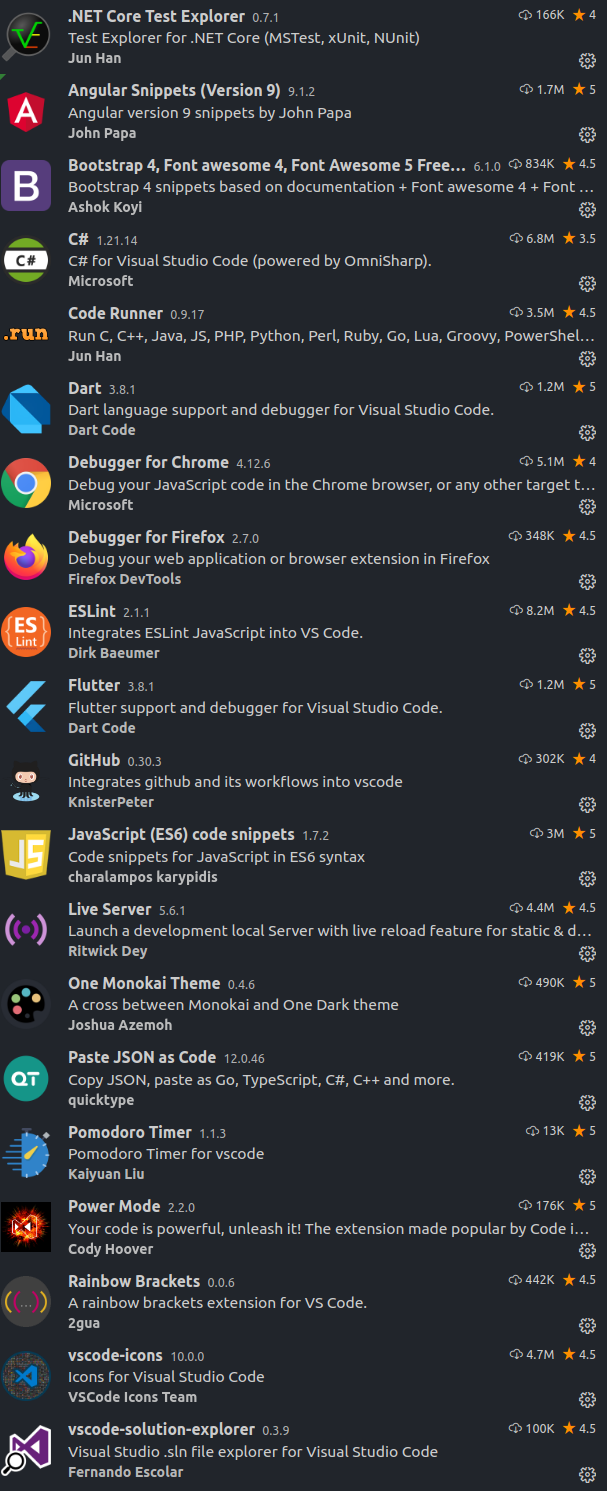 .NET Core Test Explorer 0.7.1 166K ★ 4
Test Explorer for .NET Core (MSTest, xUnit, NUnit)
Jun Han
Angular Snippets (Version 9) 9.1.2 1.7M ★ 5
Angular version 9 snippets by John Papa
John Papa
Bootstrap 4, Font awesome 4, Font Awesome 5 Free... 6.1.0 834K ★ 4.5
B
Bootstrap 4 snippets based on documentation + Font awesome 4 + Font ...
Ashok Koyi
C# 1.21.14 6.8M ★ 3.5
C#
C# for Visual Studio Code (powered by OmniSharp).
Microsoft
Code Runner 0.9.17 3.5M ★ 4.5
.run
Run C, C++, Java, JS, PHP, Python, Perl, Ruby, Go, Lua, Groovy, PowerShel...
Jun Han
Dart 3.8.1 1.2M ★ 5
Dart language support and debugger for Visual Studio Code.
Dart Code
Debugger for Chrome 4.12.6 5.1M ★ 4
Debug your JavaScript code in the Chrome browser, or any other target t...
Microsoft
Debugger for Firefox 2.7.0 348K ★ 4.5
Debug your web application or browser extension in Firefox
Firefox DevTools
ESLint 2.1.1 8.2M ★ 4.5
{ES
Lint}
Integrates ESLint JavaScript into VS Code.
Dirk Baeumer
Flutter 3.8.1 1.2M ★ 5
Flutter support and debugger for Visual Studio Code.
Dart Code
GitHub 0.30.3 302K ★ 4
Integrates github and its workflows into vscode
KnisterPeter
JavaScript (ES6) code snippets 1.7.2 3M ★ 5
JS
Code snippets for JavaScript in ES6 syntax
charalampos karypidis
Live Server 5.6.1 4.4M ★ 4.5
Launch a development local Server with live reload feature for static & d...
Ritwick Dey
One Monokai Theme 0.4.6 490K ★ 5
A cross between Monokai and One Dark theme
Joshua Azemoh
Paste JSON as Code 12.0.46 419K ★ 5
QT
Copy JSON, paste as Go, TypeScript, C#, C++ and more.
quicktype
Pomodoro Timer 1.1.3 13K ★ 5
Pomodoro Timer for vscode
Kaiyuan Liu
Power Mode 2.2.0 176K ★ 5
Your code is powerful, unleash it! The extension made popular by Code i...
Cody Hoover
Rainbow Brackets 0.0.6 442K ★ 4.5
((...))
A rainbow brackets extension for VS Code.
2gua
vscode-icons 10.0.0 4.7M ★ 4.5
Icons for Visual Studio Code
VSCode Icons Team
vscode-solution-explorer 0.3.9 100K ★ 4.5
Visual Studio .sln file explorer for Visual Studio Code
Fernando Escolar